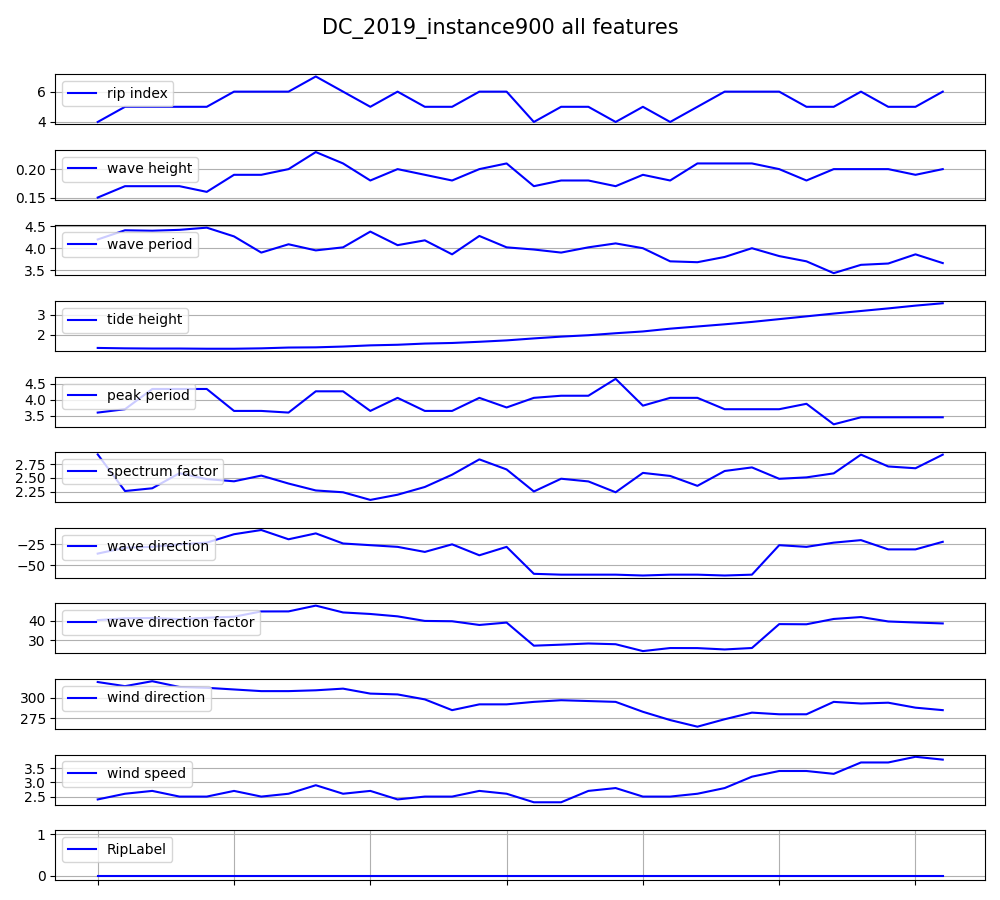 DC_2019_instance900 all features
rip index
6
4
wave height
0.20
0.15
wave period
4.5
4.0
3.5
tide height
3
2
peak period
4.5
4.0
3.5
spectrum factor
2.75
2.50
2.25
wave direction
−25
−50
wave direction factor
40
30
wind direction
300
275
wind speed
3.5
3.0
2.5
RipLabel
1
0